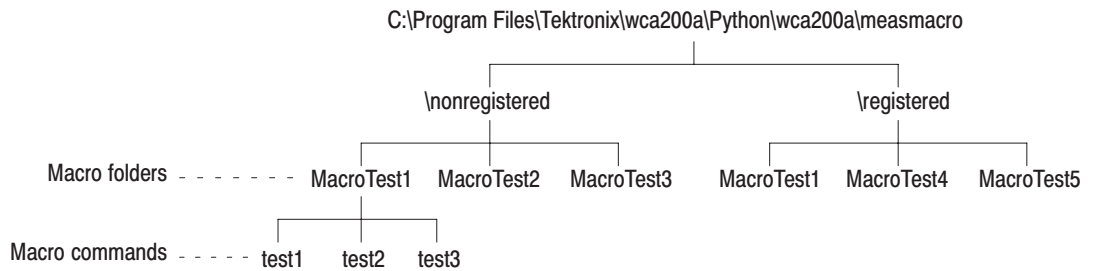 C:\Program Files\Tektronix\wca200a\Python\wca200a\measmacro
\nonregistered \registered
Macro folders MacroTest1 MacroTest2 MacroTest3 MacroTest1 MacroTest4 MacroTest5
Macro commands test1 test2 test3